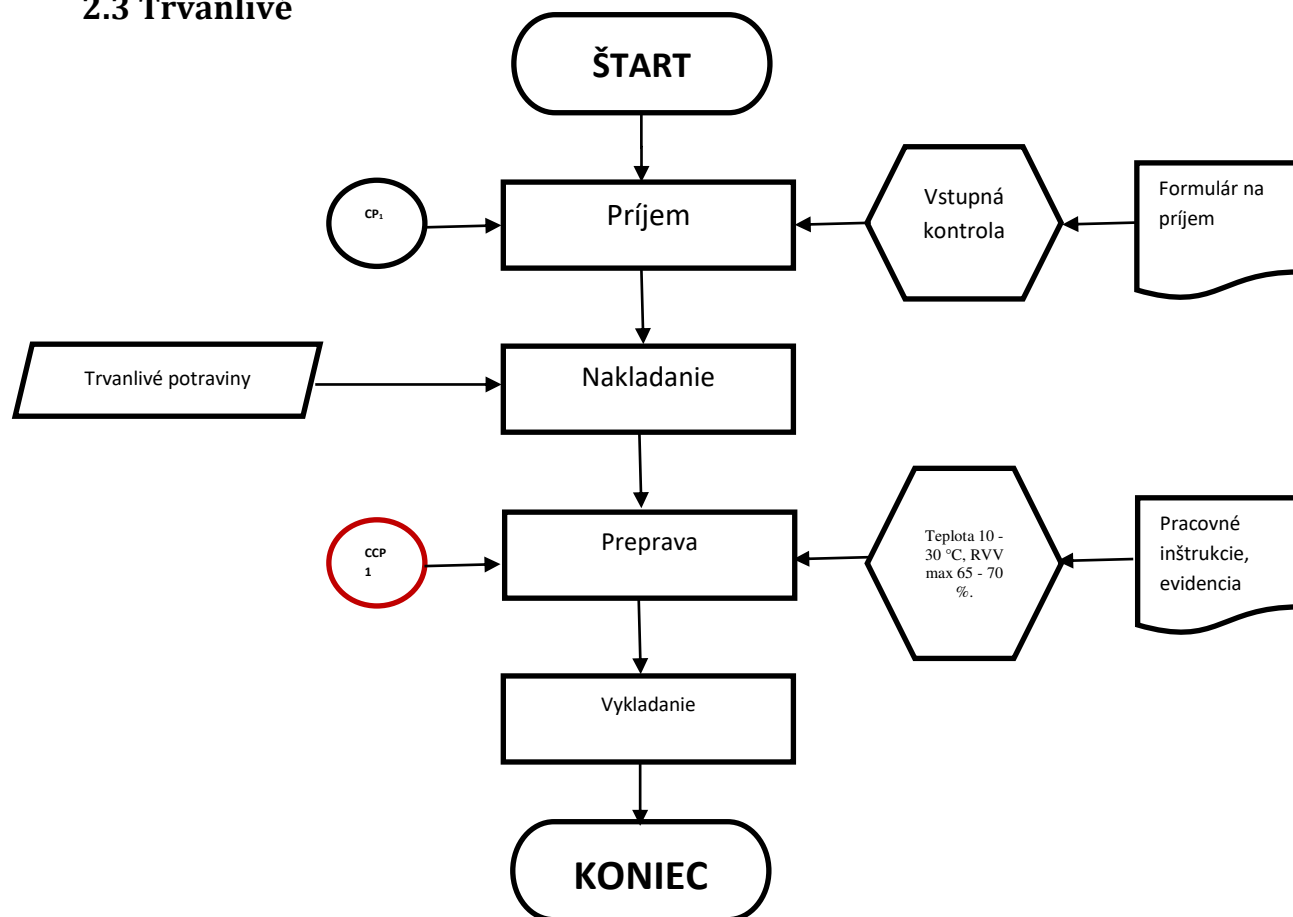 2.3 Trvanlivé
ŠTART
CP₁
Príjem
Vstupná
kontrola
Formulár na
príjem
Trvanlivé potraviny
Nakladanie
CCP
1
Preprava
Teplota 10 -
30 °C, RVV
max 65 - 70
%.
Pracovné
inštrukcie,
evidencia
Vykladanie
KONIEC